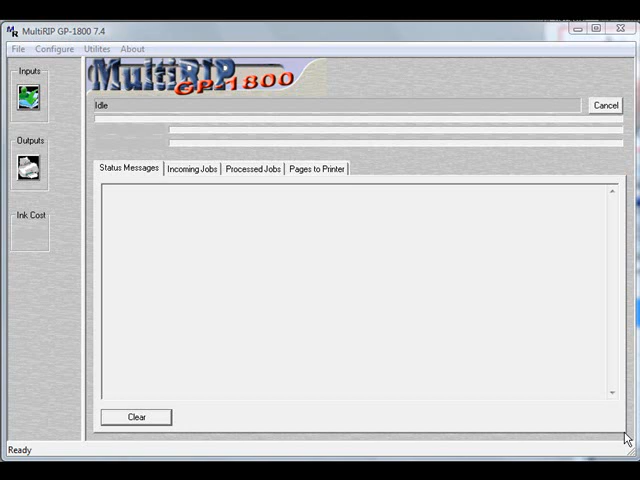 MultiRIP GP-1800 7.4
File Configure Utilites About
Inputs
MultiRIP
GP-1800
Idle
Cancel
Outputs
Status Messages Incoming Jobs Processed Jobs Pages to Printer
Ink Cost
Clear
Ready